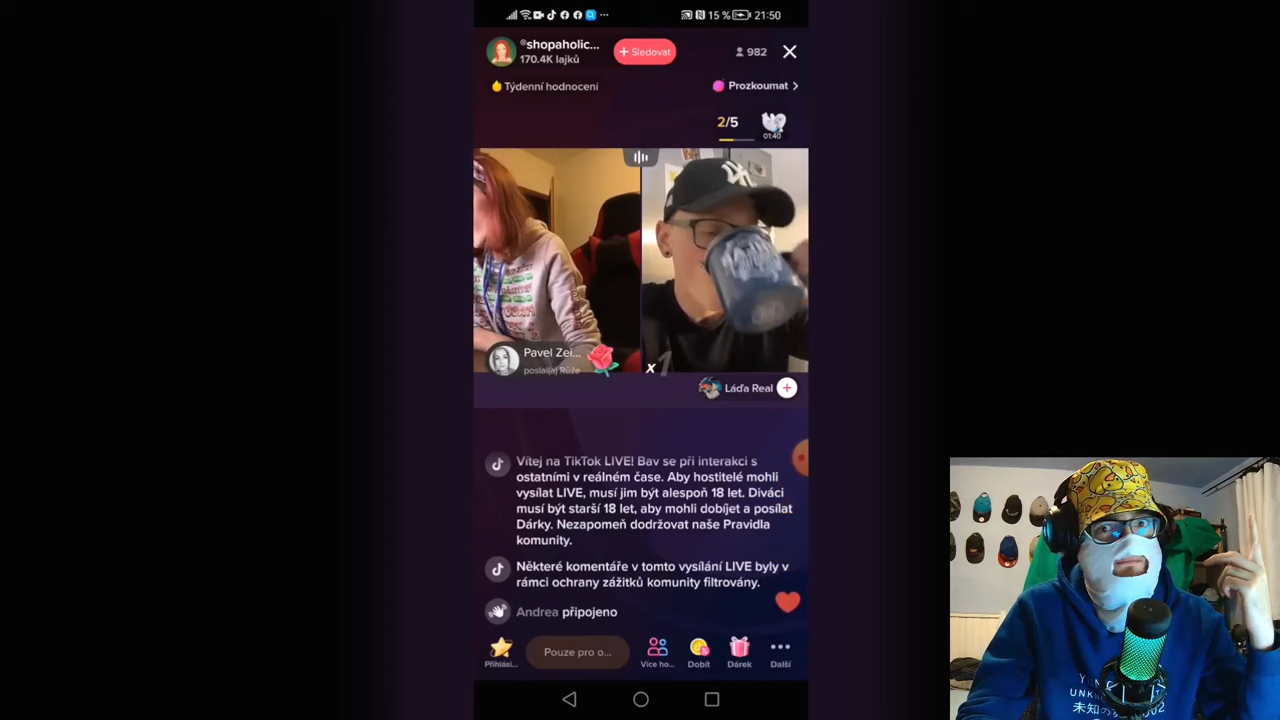 15 %
21:50
®shopaholic...
170.4K lajků
+ Sledovat
982
Týdenní hodnocení
Prozkoumat
2/5
01:40
Pavel Zei...
poslal(a) Růže
x 1
Láďa Real
Vítej na TikTok LIVE! Bav se při interakci s
ostatními v reálném čase. Aby hostitelé mohli
vysílat LIVE, musí jim být alespoň 18 let. Diváci
musí být starší 18 let, aby mohli dobíjet a posílat
Dárky. Nezapomeň dodržovat naše Pravidla
komunity.
Některé komentáře v tomto vysílání LIVE byly v
rámci ochrany zážitků komunity filtrovány.
Andrea připojeno
Přihlási...
Pouze pro o...
Více ho...
Dobít
Dárek
Další